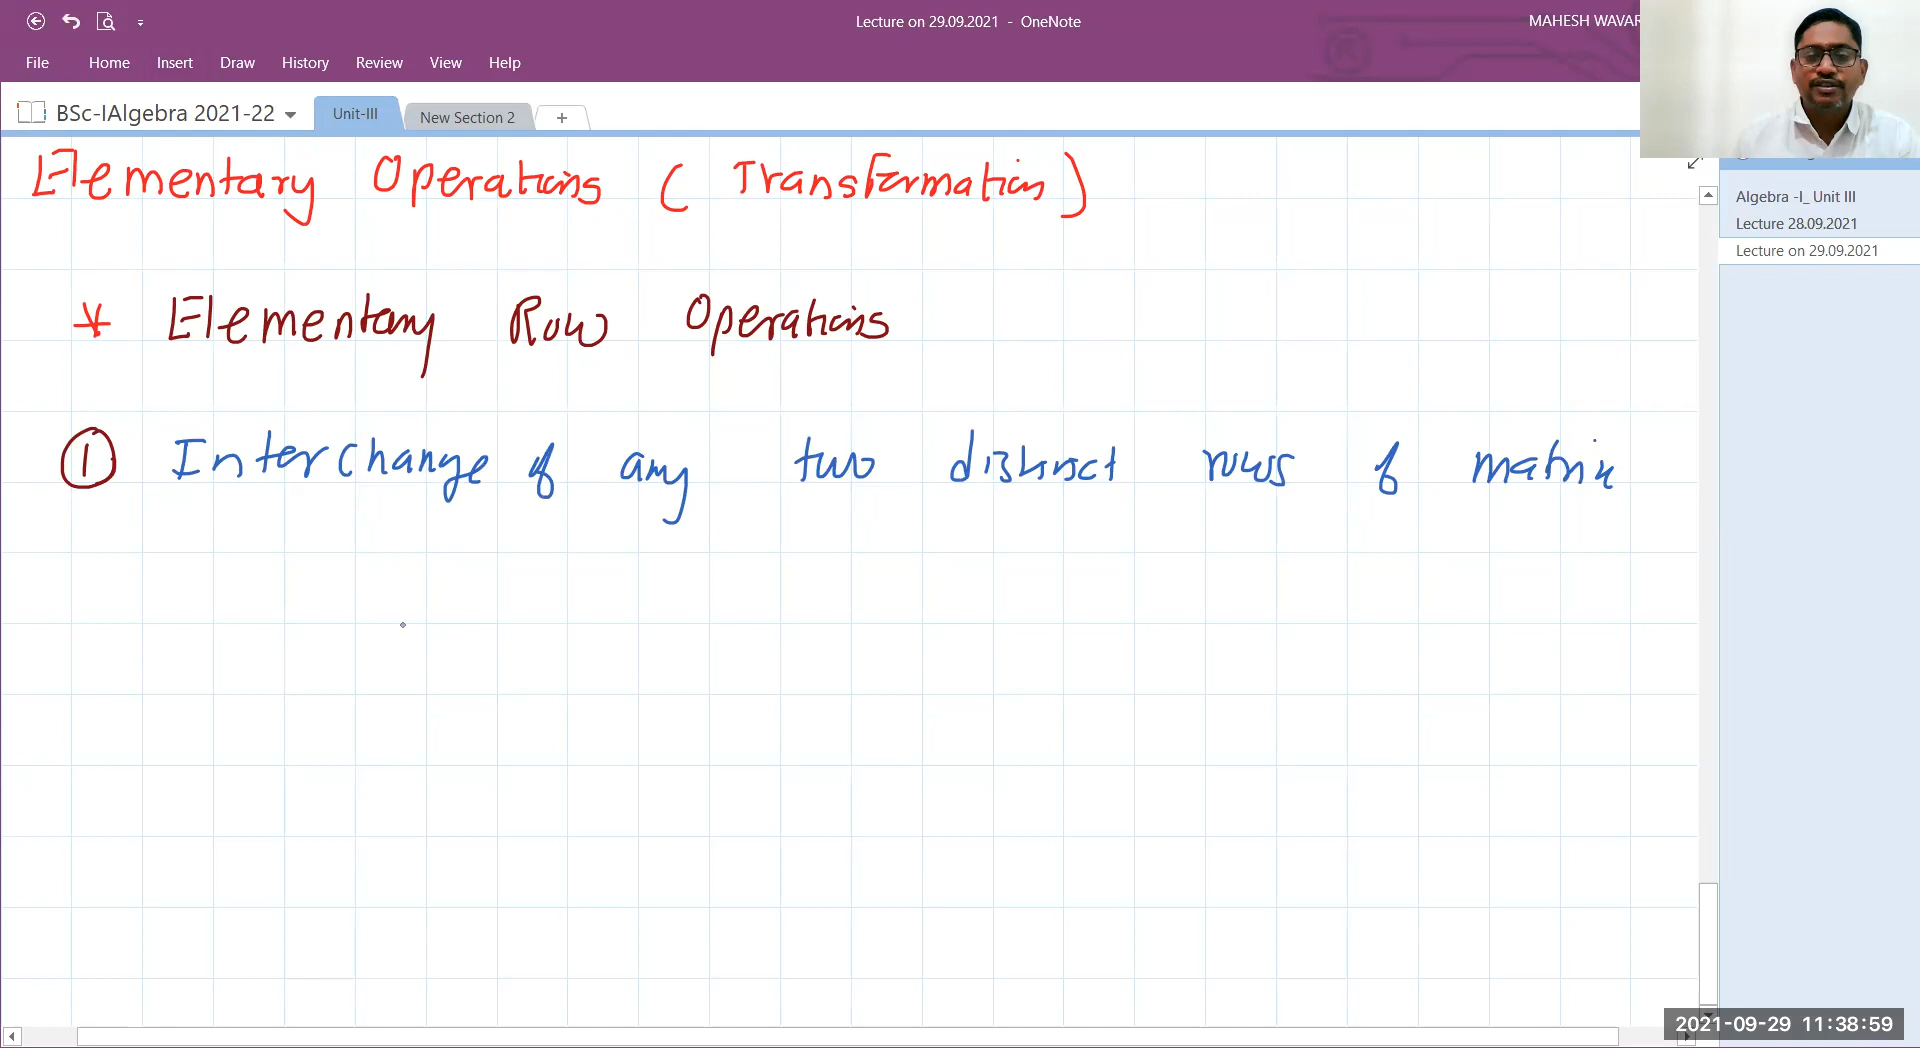 Lecture on 29.09.2021 - OneNote
MAHESH WAVAR
File Home Insert Draw History Review View Help
BSc-IAlgebra 2021-22 Unit-III New Section 2 +
Elementary Operations ( Transformation )
Algebra -I_ Unit III
Lecture 28.09.2021
Lecture on 29.09.2021
* Elementary Row Operations
1 Interchange of any two distinct rows of matrix
2021-09-29 11:38:59